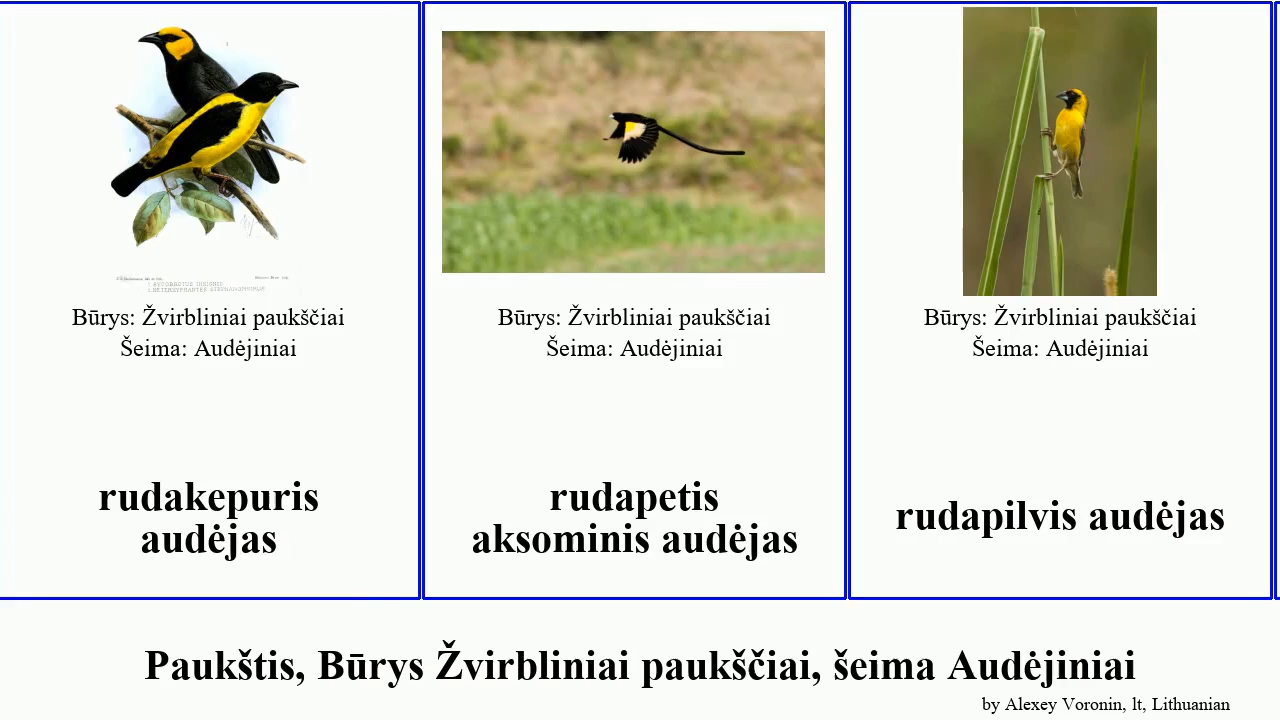 Būrys: Žvirbliniai paukščiai
Šeima: Audėjiniai
rudakepuris
audėjas
Būrys: Žvirbliniai paukščiai
Šeima: Audėjiniai
rudapetis
aksominis audėjas
Būrys: Žvirbliniai paukščiai
Šeima: Audėjiniai
rudapilvis audėjas
Paukštis, Būrys Žvirbliniai paukščiai, šeima Audėjiniai
by Alexey Voronin, lt, Lithuanian